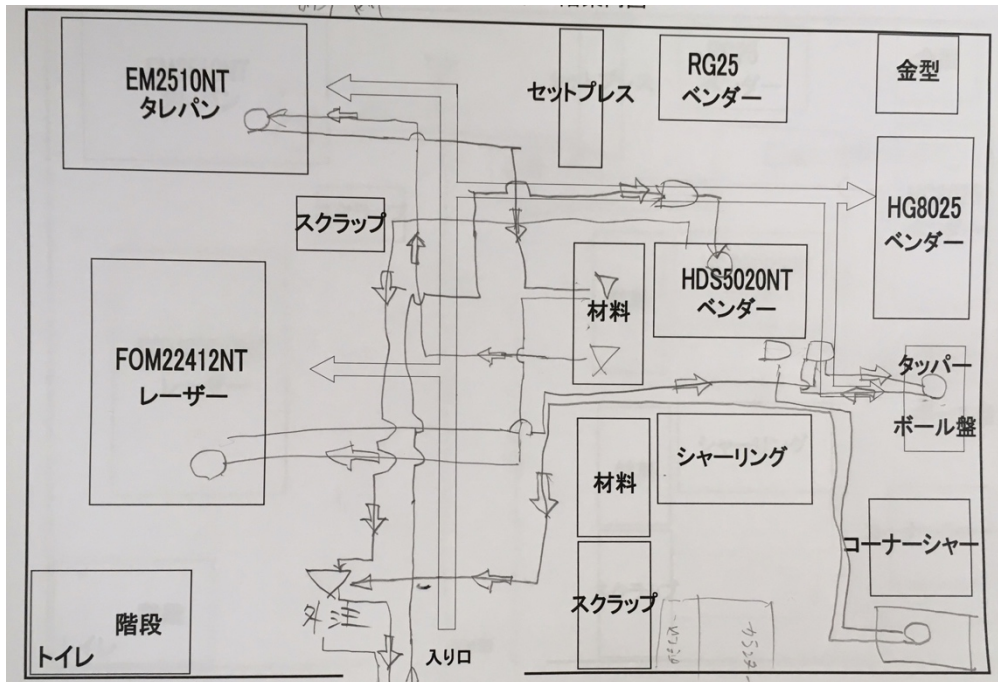 EM2510NT
タレパン
セットプレス
RG25
ベンダー
金型
スクラップ
HG8025
ベンダー
材料
HDS5020NT
ベンダー
FOM22412NT
レーザー
D
タッパー
ボール盤
材料
シャーリング
コーナーシャー
スクラップ
外注
階段
トイレ
入り口